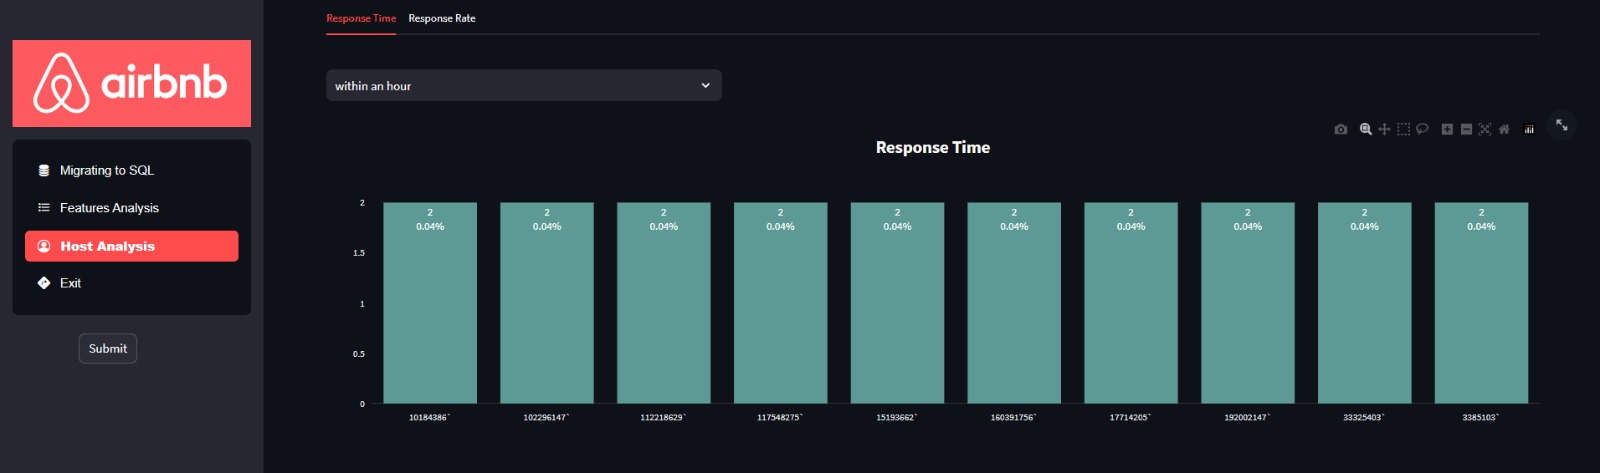 Response Time
Response Rate
airbnb
within an hour
Migrating to SQL
Features Analysis
Host Analysis
Exit
Submit
Response Time
2
1.5
1
0.5
0
2 2 2 2 2 2 2 2 2 2
0.04% 0.04% 0.04% 0.04% 0.04% 0.04% 0.04% 0.04% 0.04% 0.04%
10184386` 102296147` 112218629` 117548275` 15193662` 160391756` 17714205` 192002147` 33325403` 3385103`